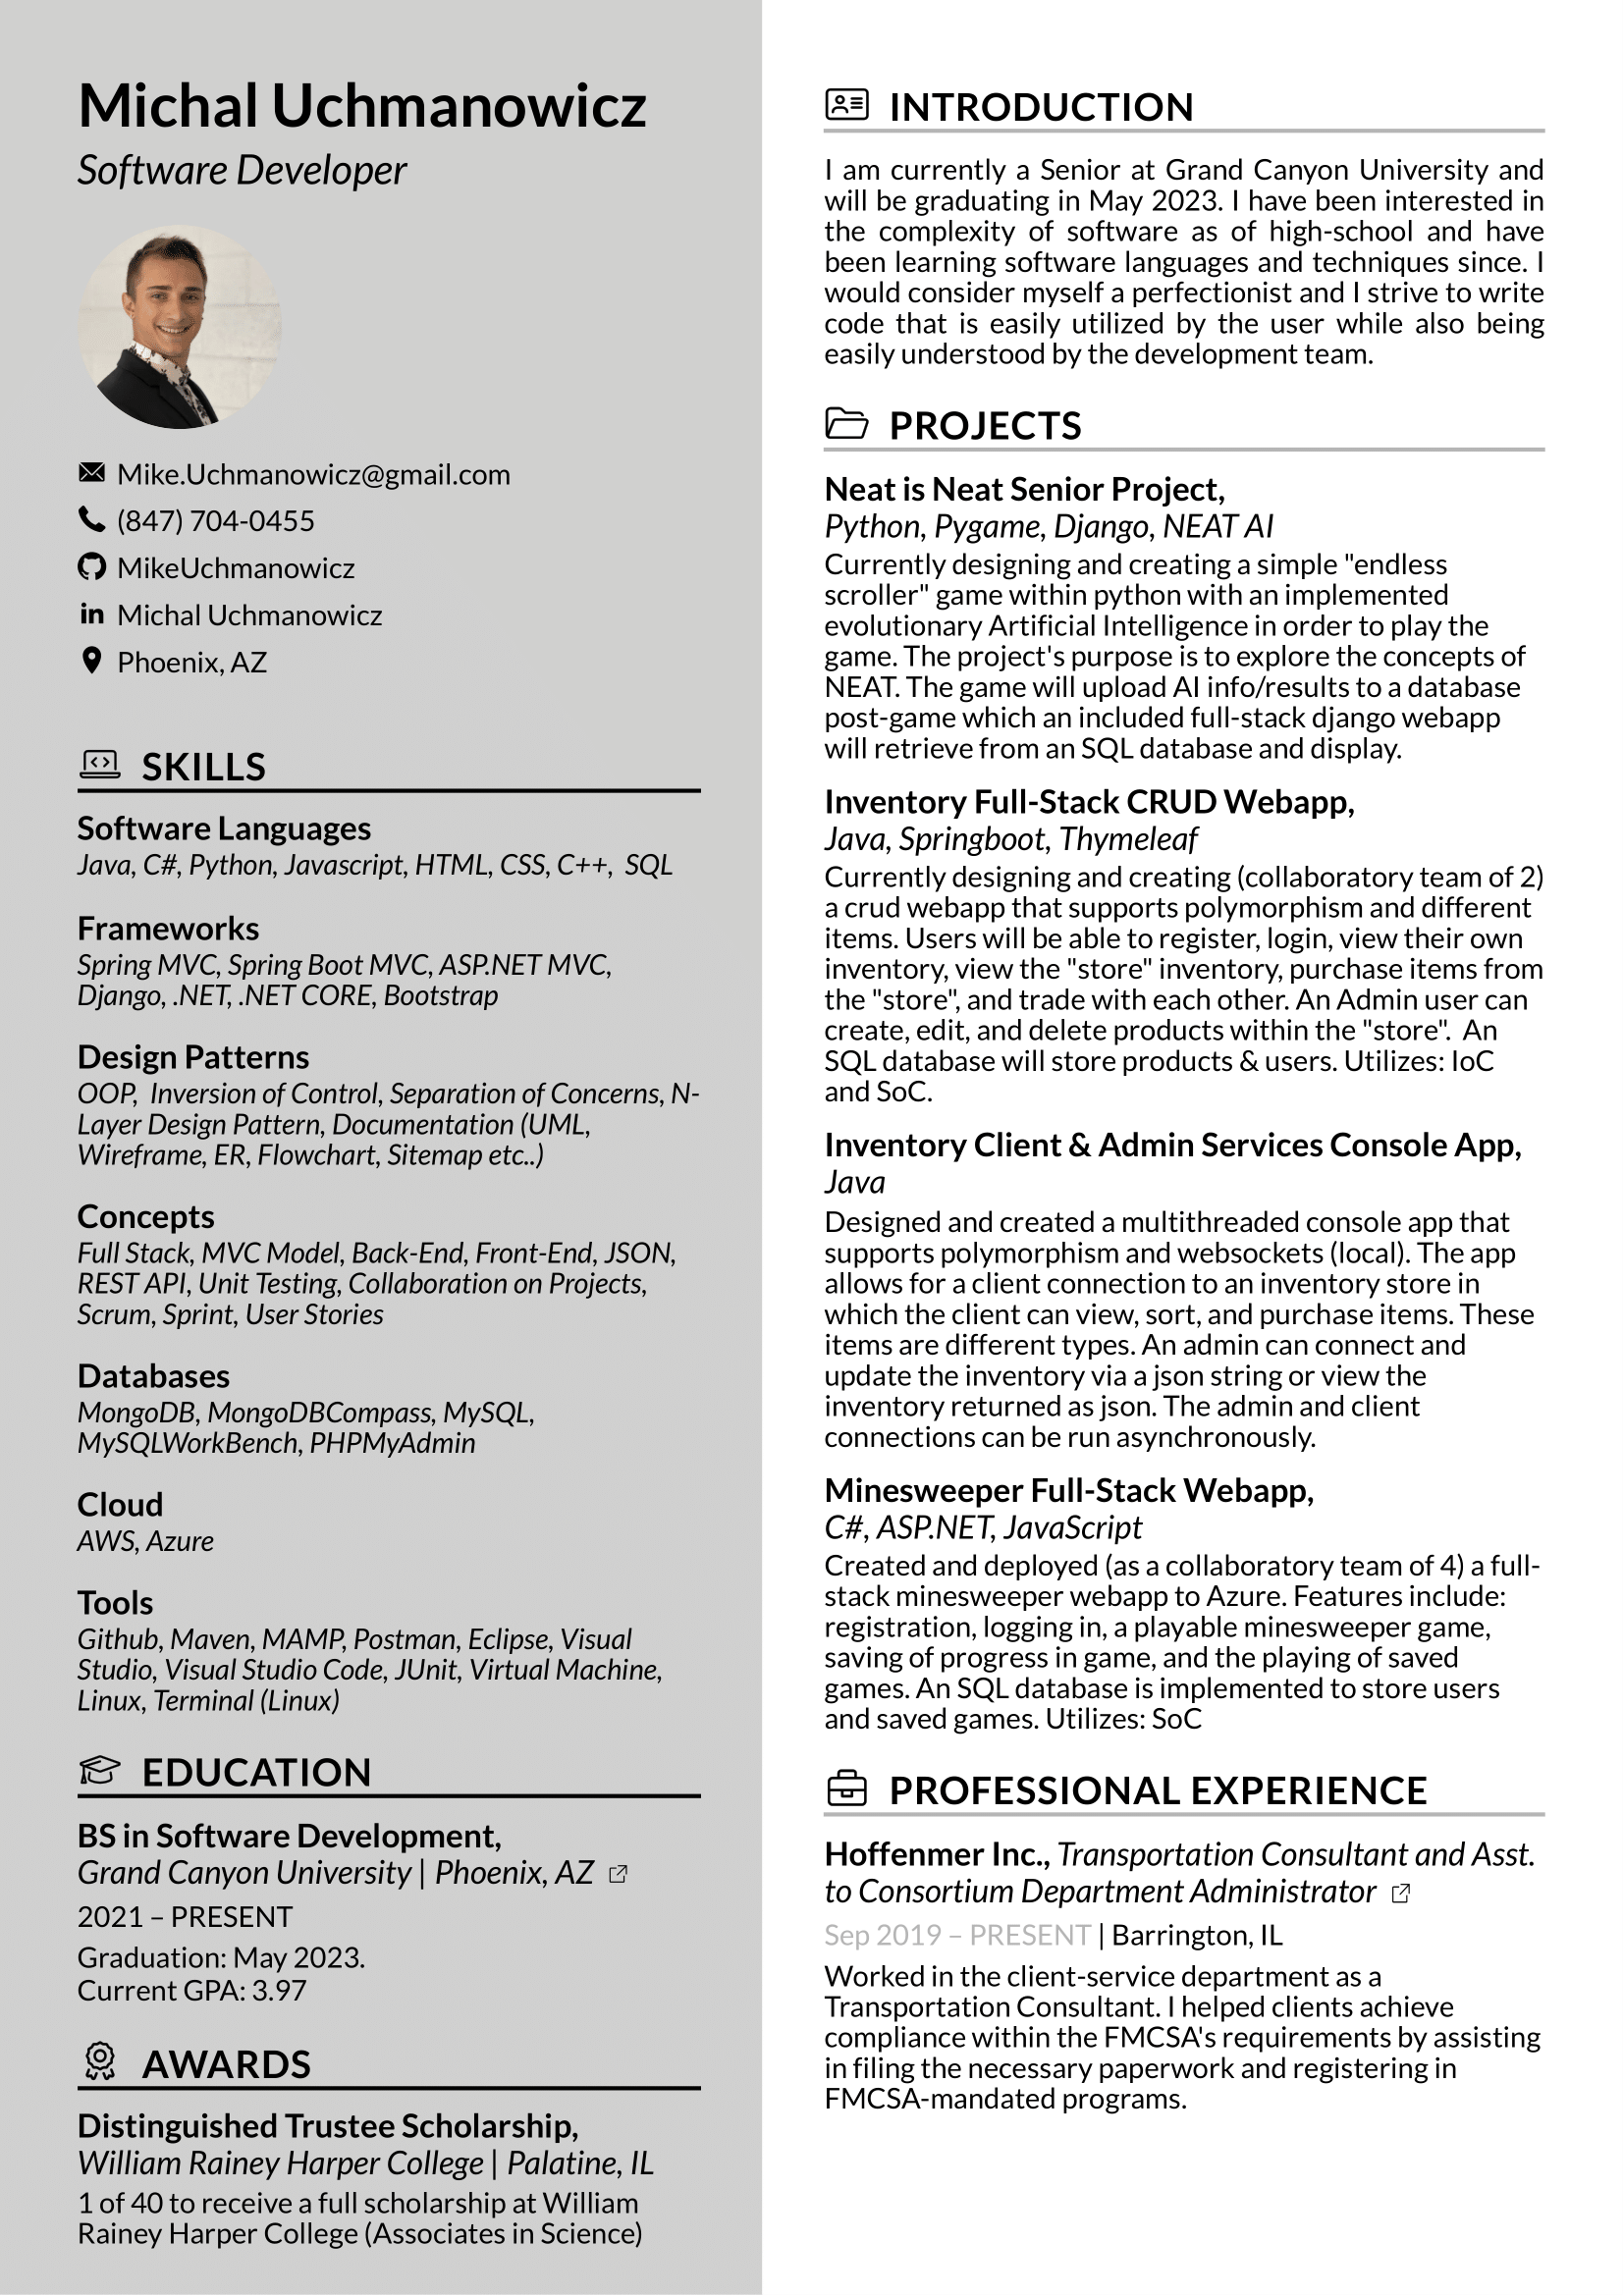 Michal Uchmanowicz
Software Developer
Mike.Uchmanowicz@gmail.com
(847) 704-0455
MikeUchmanowicz
in Michal Uchmanowicz
Phoenix, AZ
SKILLS
Software Languages
Java, C#, Python, Javascript, HTML, CSS, C++,  SQL
Frameworks
Spring MVC, Spring Boot MVC, ASP.NET MVC,
Django, .NET, .NET CORE, Bootstrap
Design Patterns
OOP,  Inversion of Control, Separation of Concerns, N-
Layer Design Pattern, Documentation (UML,
Wireframe, ER, Flowchart, Sitemap etc..)
Concepts
Full Stack, MVC Model, Back-End, Front-End, JSON,
REST API, Unit Testing, Collaboration on Projects,
Scrum, Sprint, User Stories
Databases
MongoDB, MongoDBCompass, MySQL,
MySQLWorkBench, PHPMyAdmin
Cloud
AWS, Azure
Tools
Github, Maven, MAMP, Postman, Eclipse, Visual
Studio, Visual Studio Code, JUnit, Virtual Machine,
Linux, Terminal (Linux)
EDUCATION
BS in Software Development,
Grand Canyon University | Phoenix, AZ
2021 – PRESENT
Graduation: May 2023.
Current GPA: 3.97
AWARDS
Distinguished Trustee Scholarship,
William Rainey Harper College | Palatine, IL
1 of 40 to receive a full scholarship at William
Rainey Harper College (Associates in Science)
INTRODUCTION
I am currently a Senior at Grand Canyon University and
will be graduating in May 2023. I have been interested in
the complexity of software as of high-school and have
been learning software languages and techniques since. I
would consider myself a perfectionist and I strive to write
code that is easily utilized by the user while also being
easily understood by the development team.
PROJECTS
Neat is Neat Senior Project,
Python, Pygame, Django, NEAT AI
Currently designing and creating a simple "endless
scroller" game within python with an implemented
evolutionary Artificial Intelligence in order to play the
game. The project's purpose is to explore the concepts of
NEAT. The game will upload AI info/results to a database
post-game which an included full-stack django webapp
will retrieve from an SQL database and display.
Inventory Full-Stack CRUD Webapp,
Java, Springboot, Thymeleaf
Currently designing and creating (collaboratory team of 2)
a crud webapp that supports polymorphism and different
items. Users will be able to register, login, view their own
inventory, view the "store" inventory, purchase items from
the "store", and trade with each other. An Admin user can
create, edit, and delete products within the "store".  An
SQL database will store products & users. Utilizes: IoC
and SoC.
Inventory Client & Admin Services Console App,
Java
Designed and created a multithreaded console app that
supports polymorphism and websockets (local). The app
allows for a client connection to an inventory store in
which the client can view, sort, and purchase items. These
items are different types. An admin can connect and
update the inventory via a json string or view the
inventory returned as json. The admin and client
connections can be run asynchronously.
Minesweeper Full-Stack Webapp,
C#, ASP.NET, JavaScript
Created and deployed (as a collaboratory team of 4) a full-
stack minesweeper webapp to Azure. Features include:
registration, logging in, a playable minesweeper game,
saving of progress in game, and the playing of saved
games. An SQL database is implemented to store users
and saved games. Utilizes: SoC
PROFESSIONAL EXPERIENCE
Hoffenmer Inc., Transportation Consultant and Asst.
to Consortium Department Administrator
Sep 2019 – PRESENT | Barrington, IL
Worked in the client-service department as a
Transportation Consultant. I helped clients achieve
compliance within the FMCSA's requirements by assisting
in filing the necessary paperwork and registering in
FMCSA-mandated programs.